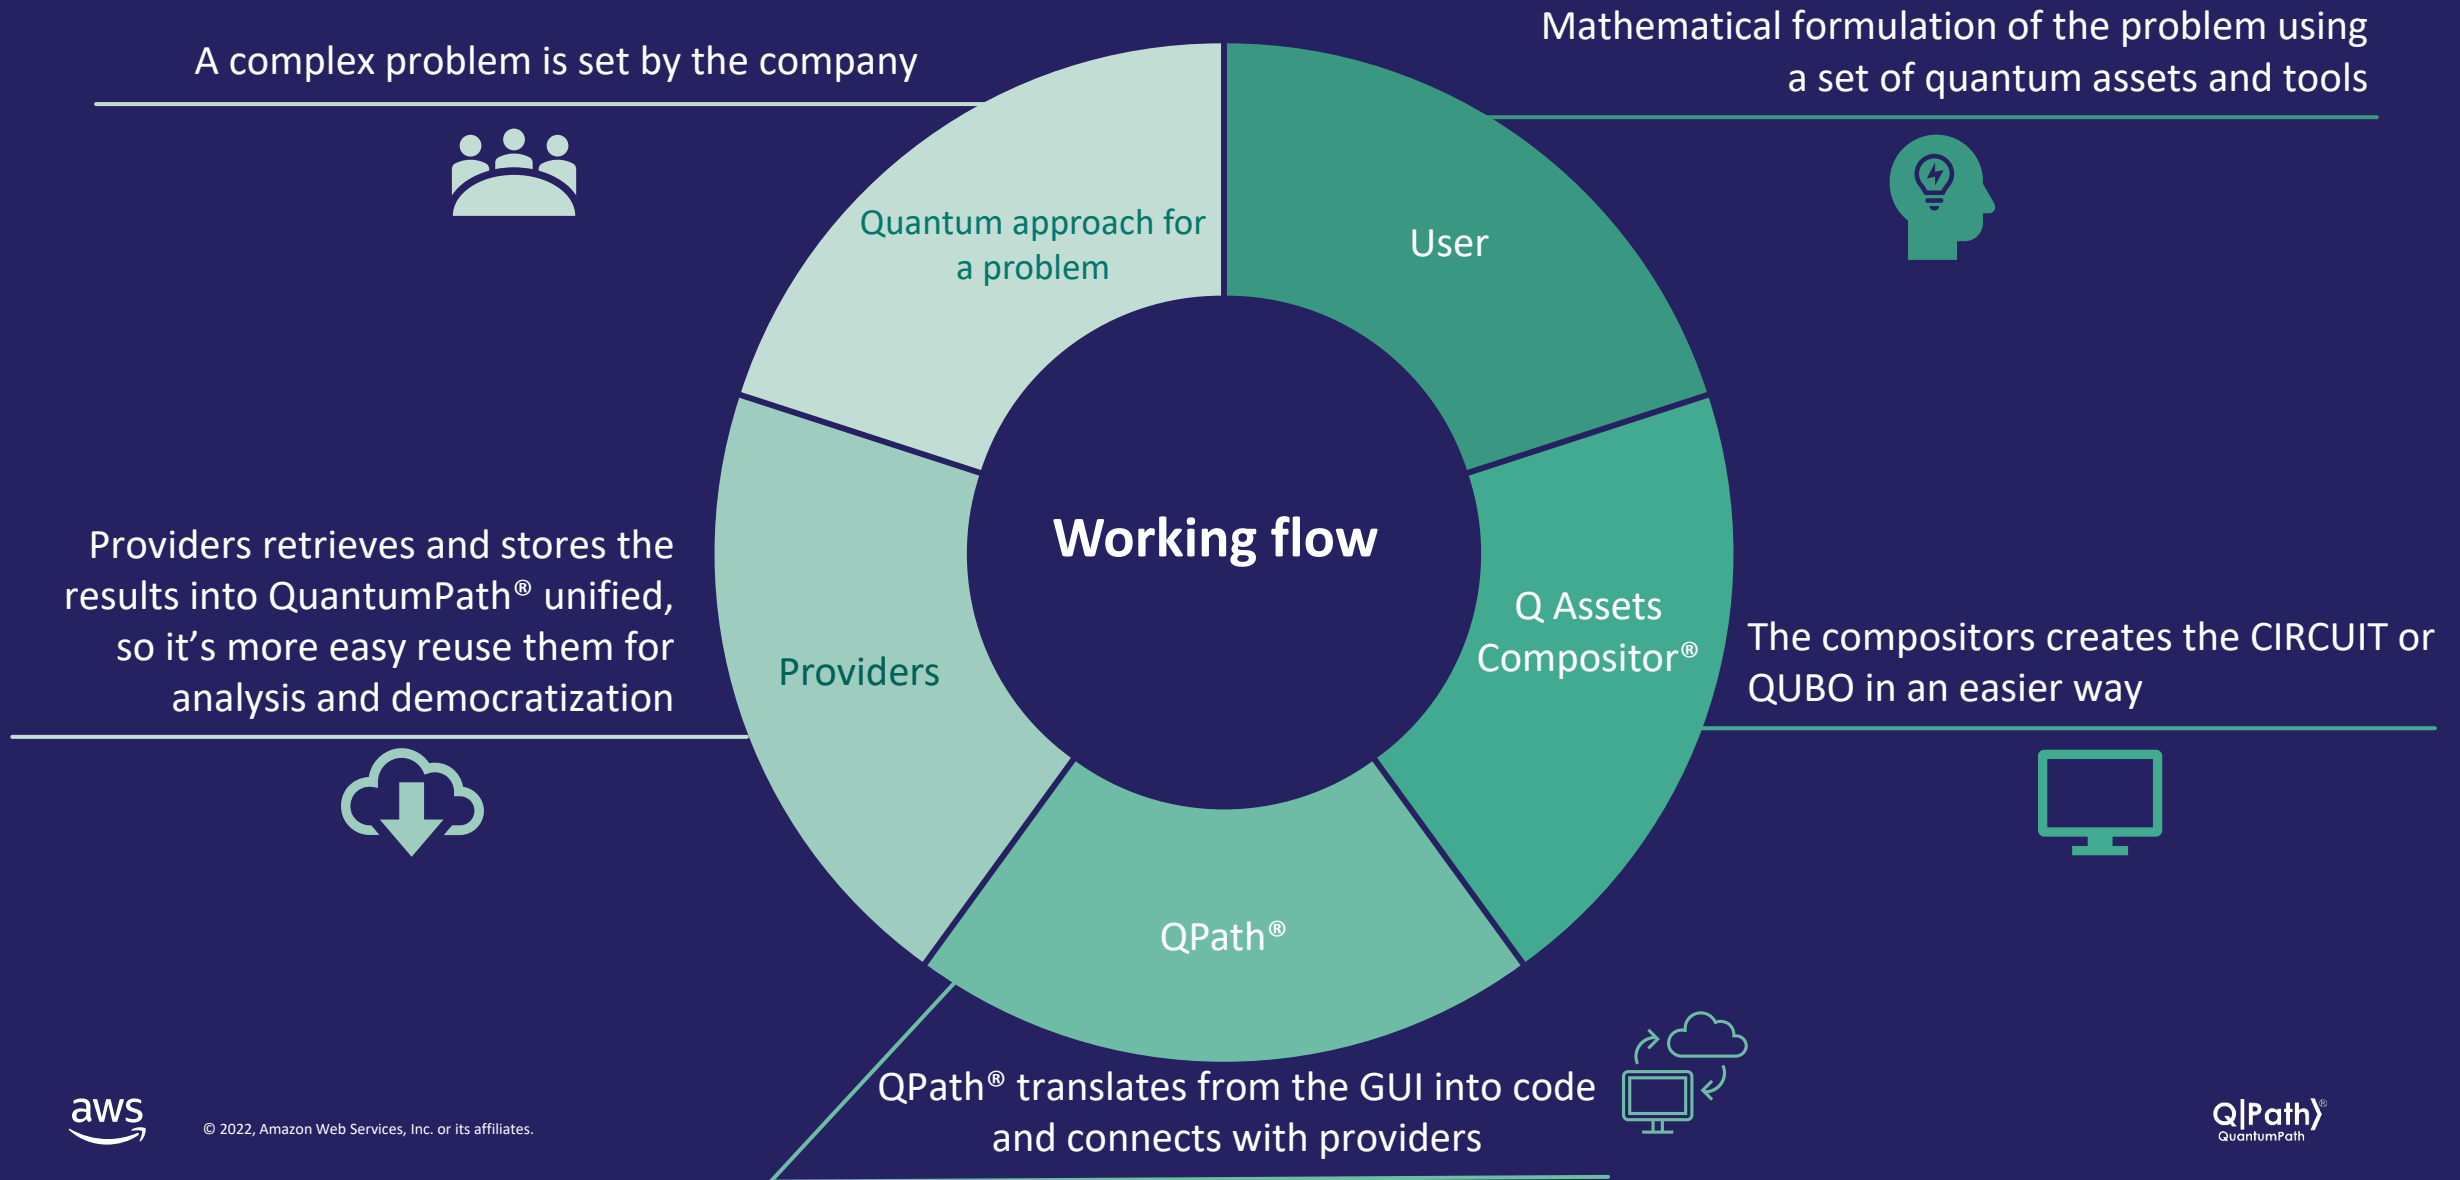 A complex problem is set by the company
Mathematical formulation of the problem using
a set of quantum assets and tools
Quantum approach for
a problem
User
Working flow
Providers retrieves and stores the
results into QuantumPath® unified,
so it’s more easy reuse them for
analysis and democratization
Providers
Q Assets
Compositor®
The compositors creates the CIRCUIT or
QUBO in an easier way
QPath®
QPath® translates from the GUI into code
and connects with providers
aws
© 2022, Amazon Web Services, Inc. or its affiliates.
Q|Path⟩®
QuantumPath